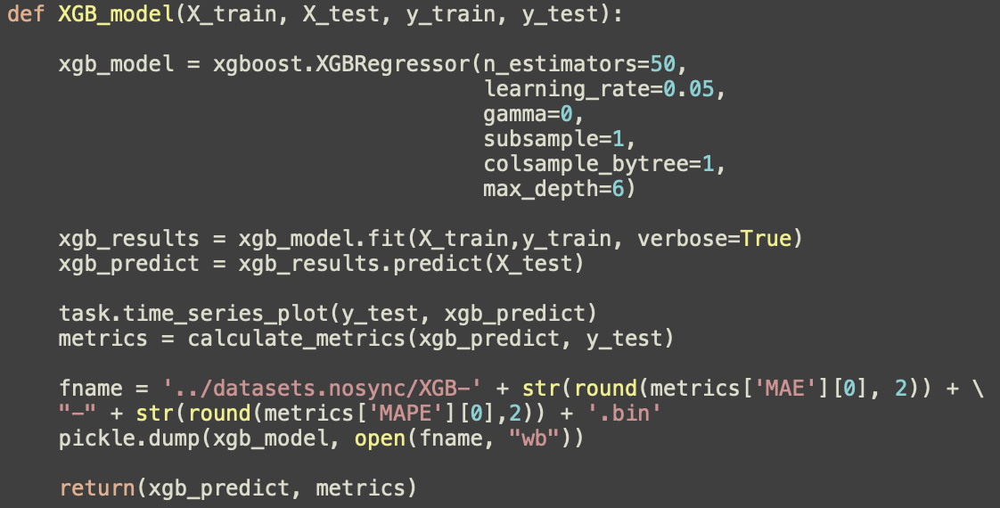 def XGB_model(X_train, X_test, y_train, y_test):
xgb_model = xgboost.XGBRegressor(n_estimators=50,
learning_rate=0.05,
gamma=0,
subsample=1,
colsample_bytree=1,
max_depth=6)
xgb_results = xgb_model.fit(X_train,y_train, verbose=True)
xgb_predict = xgb_results.predict(X_test)
task.time_series_plot(y_test, xgb_predict)
metrics = calculate_metrics(xgb_predict, y_test)
fname = '../datasets.nosync/XGB-' + str(round(metrics['MAE'][0], 2)) + \
"-" + str(round(metrics['MAPE'][0],2)) + '.bin'
pickle.dump(xgb_model, open(fname, "wb"))
return(xgb_predict, metrics)